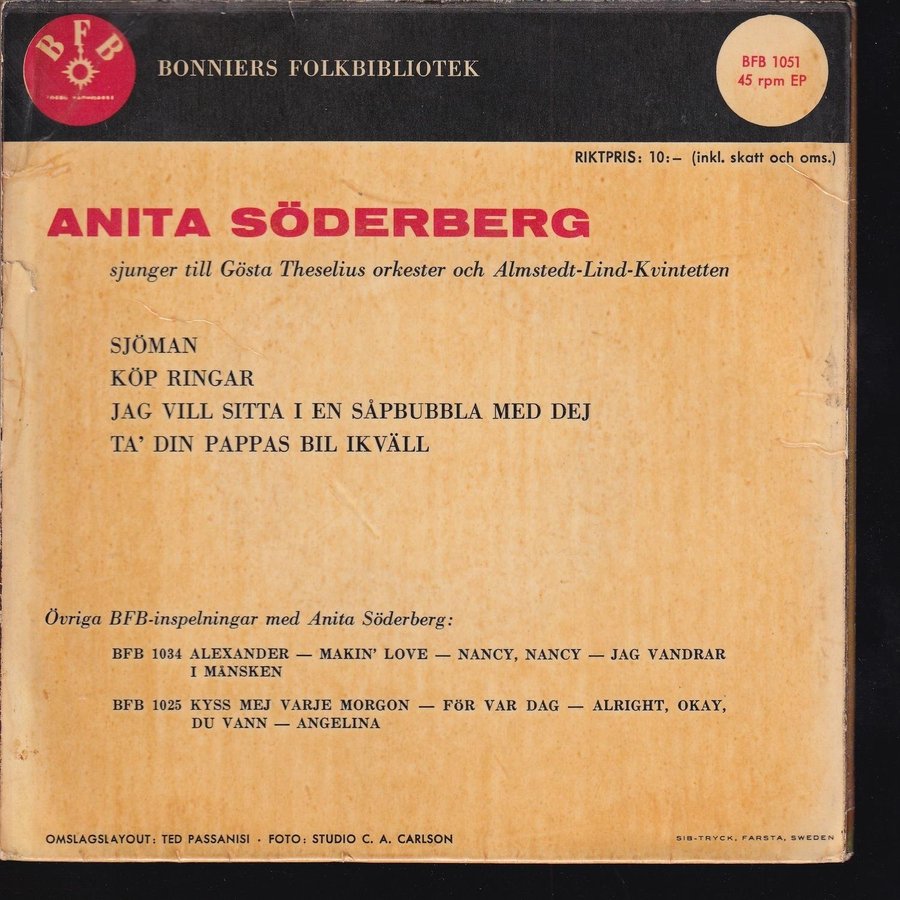 BFB
BONNIERS FOLKBIBLIOTEK
BFB 1051
45 rpm EP
RIKTPRIS: 10:– (inkl. skatt och oms.)
ANITA SÖDERBERG
sjunger till Gösta Theselius orkester och Almstedt-Lind-Kvintetten
SJÖMAN
KÖP RINGAR
JAG VILL SITTA I EN SÅPBUBBLA MED DEJ
TA’ DIN PAPPAS BIL IKVÄLL
Övriga BFB-inspelningar med Anita Söderberg:
BFB 1034 ALEXANDER — MAKIN’ LOVE — NANCY, NANCY — JAG VANDRAR
I MÅNSKEN
BFB 1025 KYSS MEJ VARJE MORGON — FÖR VAR DAG — ALRIGHT, OKAY,
DU VANN — ANGELINA
OMSLAGSLAYOUT: TED PASSANISI · FOTO: STUDIO C. A. CARLSON
SIB-TRYCK, FARSTA, SWEDEN